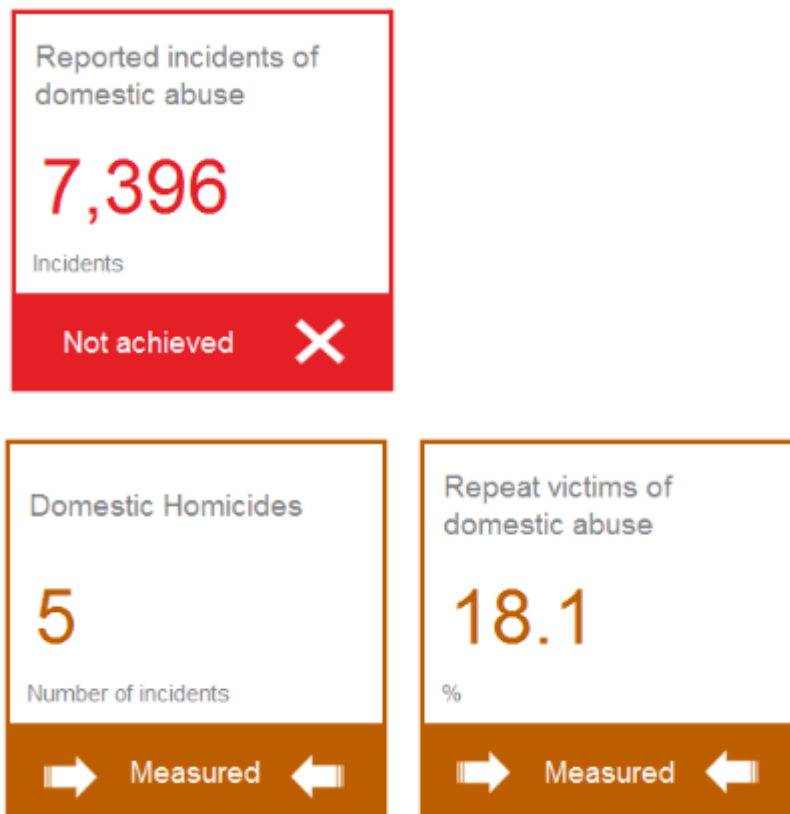 Reported incidents of
domestic abuse
7,396
Incidents
Not achieved
Domestic Homicides
5
Number of incidents
Measured
Repeat victims of
domestic abuse
18.1
%
Measured